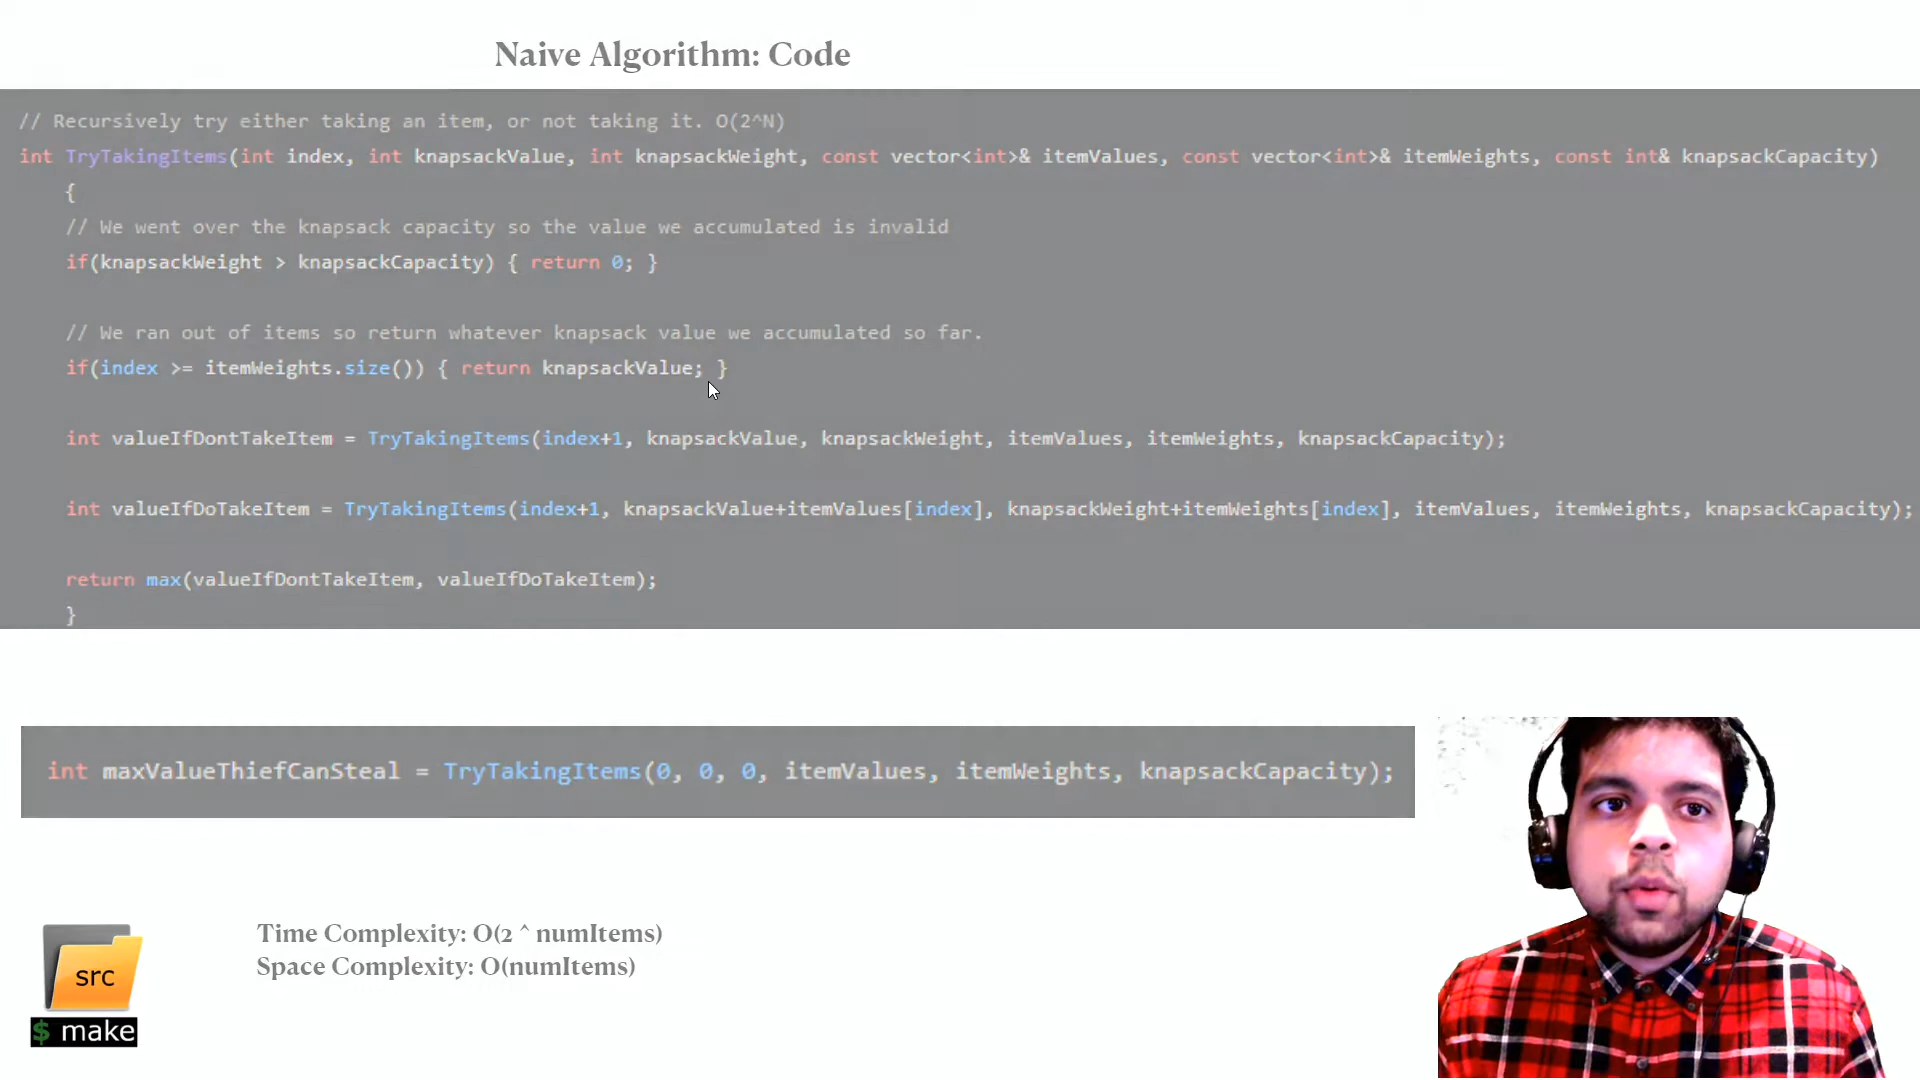 Naive Algorithm: Code
// Recursively try either taking an item, or not taking it. O(2^N)
int TryTakingItems(int index, int knapsackValue, int knapsackWeight, const vector<int>& itemValues, const vector<int>& itemWeights, const int& knapsackCapacity)
{
// We went over the knapsack capacity so the value we accumulated is invalid
if(knapsackWeight > knapsackCapacity) { return 0; }
// We ran out of items so return whatever knapsack value we accumulated so far.
if(index >= itemWeights.size()) { return knapsackValue; }
int valueIfDontTakeItem = TryTakingItems(index+1, knapsackValue, knapsackWeight, itemValues, itemWeights, knapsackCapacity);
int valueIfDoTakeItem = TryTakingItems(index+1, knapsackValue+itemValues[index], knapsackWeight+itemWeights[index], itemValues, itemWeights, knapsackCapacity);
return max(valueIfDontTakeItem, valueIfDoTakeItem);
}
int maxValueThiefCanSteal = TryTakingItems(0, 0, 0, itemValues, itemWeights, knapsackCapacity);
Time Complexity: O(2 ^ numItems)
Space Complexity: O(numItems)
src
$ make